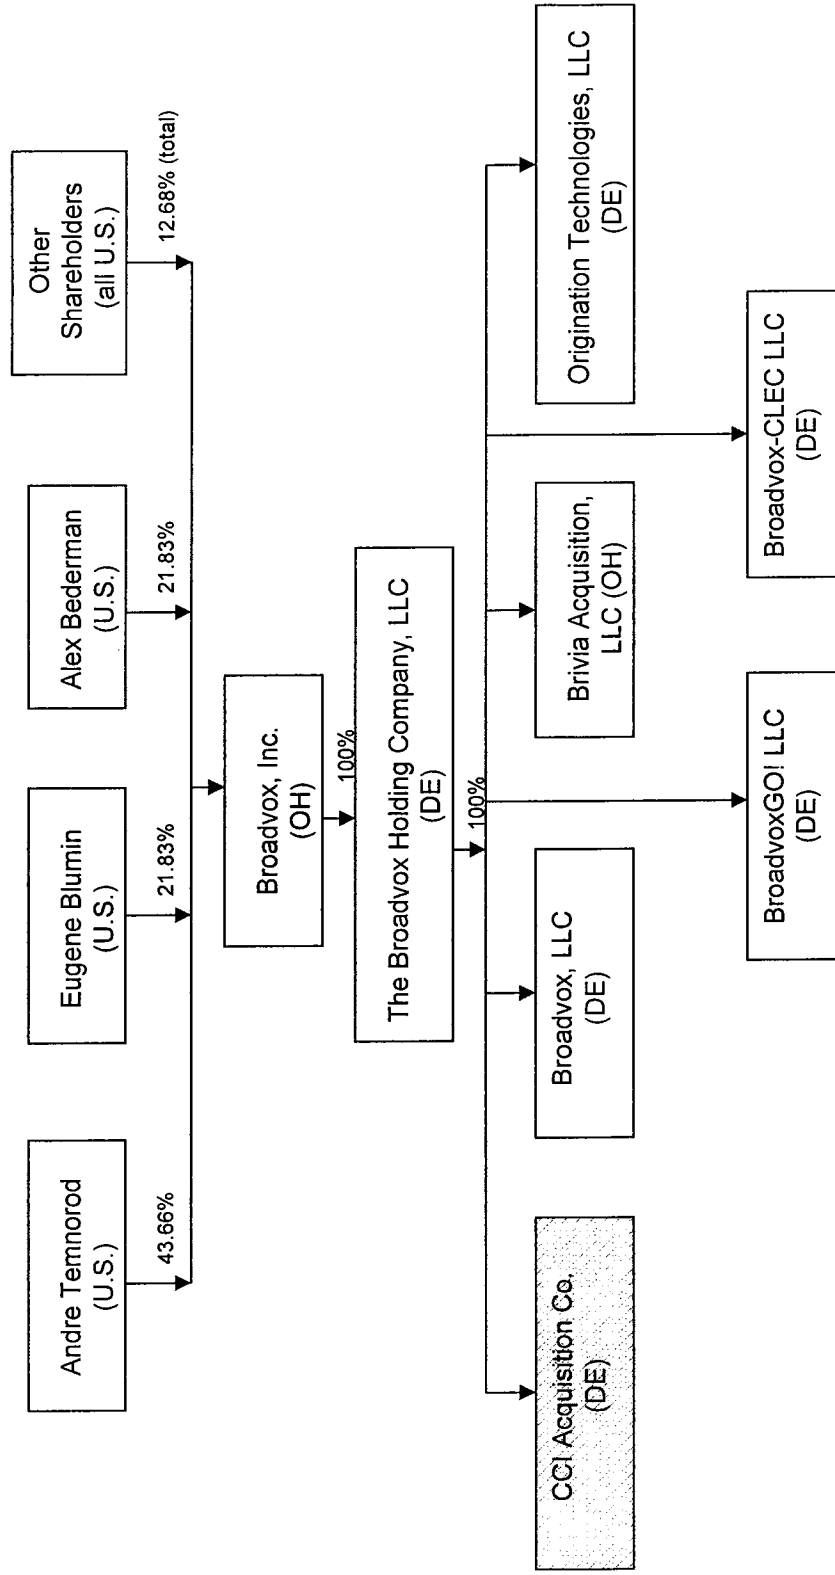 Andre Temnorod
(U.S.)
Eugene Blumin
(U.S.)
Alex Bederman
(U.S.)
Other
Shareholders
(all U.S.)
43.66%
21.83%
21.83%
12.68% (total)
Broadvox, Inc.
(OH)
100%
The Broadvox Holding Company, LLC
(DE)
100%
CCI Acquisition Co.
(DE)
Broadvox, LLC
(DE)
Brivia Acquisition,
LLC (OH)
Origination Technologies, LLC
(DE)
BroadvoxGO! LLC
(DE)
Broadvox-CLEC LLC
(DE)